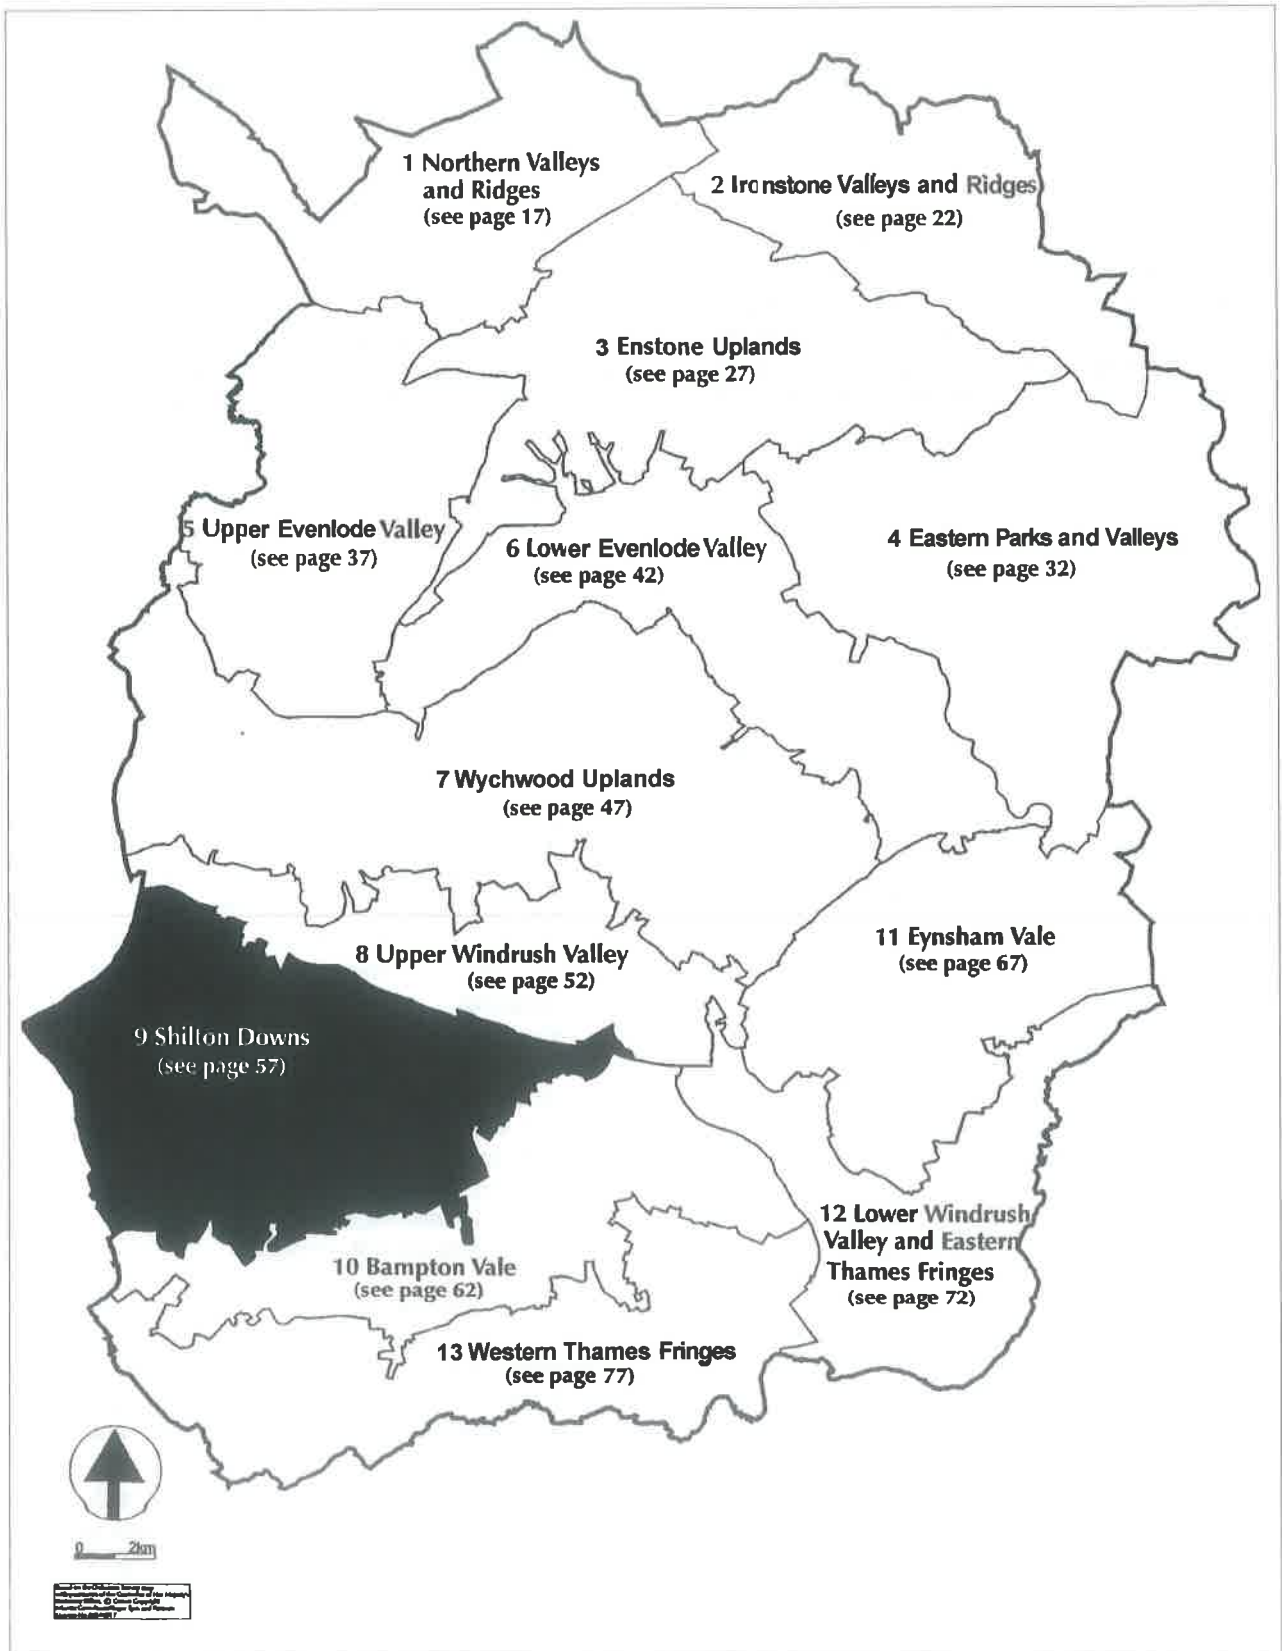 1 Northern Valleys
and Ridges
(see page 17)
2 Ironstone Valleys and Ridges
(see page 22)
3 Enstone Uplands
(see page 27)
5 Upper Evenlode Valley
(see page 37)
6 Lower Evenlode Valley
(see page 42)
4 Eastern Parks and Valleys
(see page 32)
7 Wychwood Uplands
(see page 47)
8 Upper Windrush Valley
(see page 52)
11 Eynsham Vale
(see page 67)
9 Shilton Downs
(see page 57)
12 Lower Windrush
Valley and Eastern
Thames Fringes
(see page 72)
10 Bampton Vale
(see page 62)
13 Western Thames Fringes
(see page 77)
0 2km